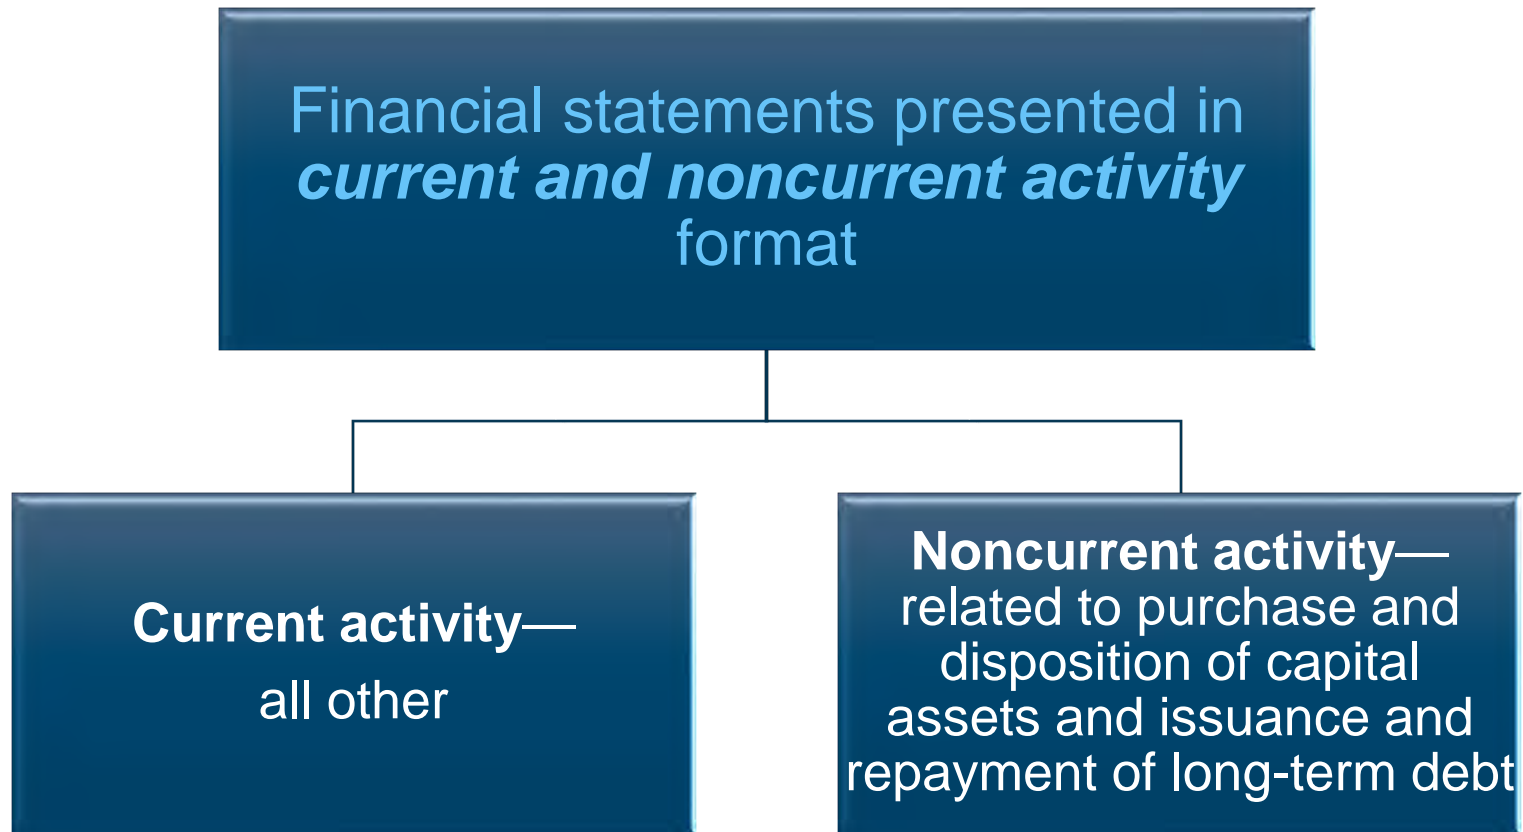 Financial statements presented in
current and noncurrent activity
format
Current activity—
all other
Noncurrent activity—
related to purchase and
disposition of capital
assets and issuance and
repayment of long-term debt